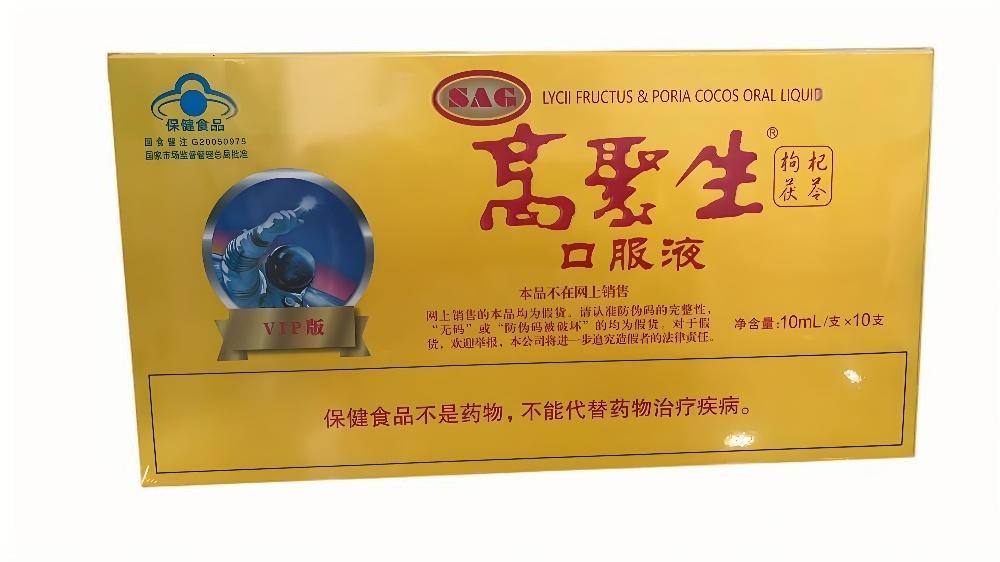 保健食品
国食健注G20050975
国家市场监督管理总局批准
VIP版
SAG
LYCII FRUCTUS & PORIA COCOS ORAL LIQUID
高聚生®
枸杞
茯苓
口服液
本品不在网上销售
网上销售的本品均为假货。请认准防伪码的完整性，
“无码”或“防伪码被破坏”的均为假货。对于假
货，欢迎举报，本公司将进一步追究造假者的法律责任。
净含量:10mL/支×10支
保健食品不是药物，不能代替药物治疗疾病。